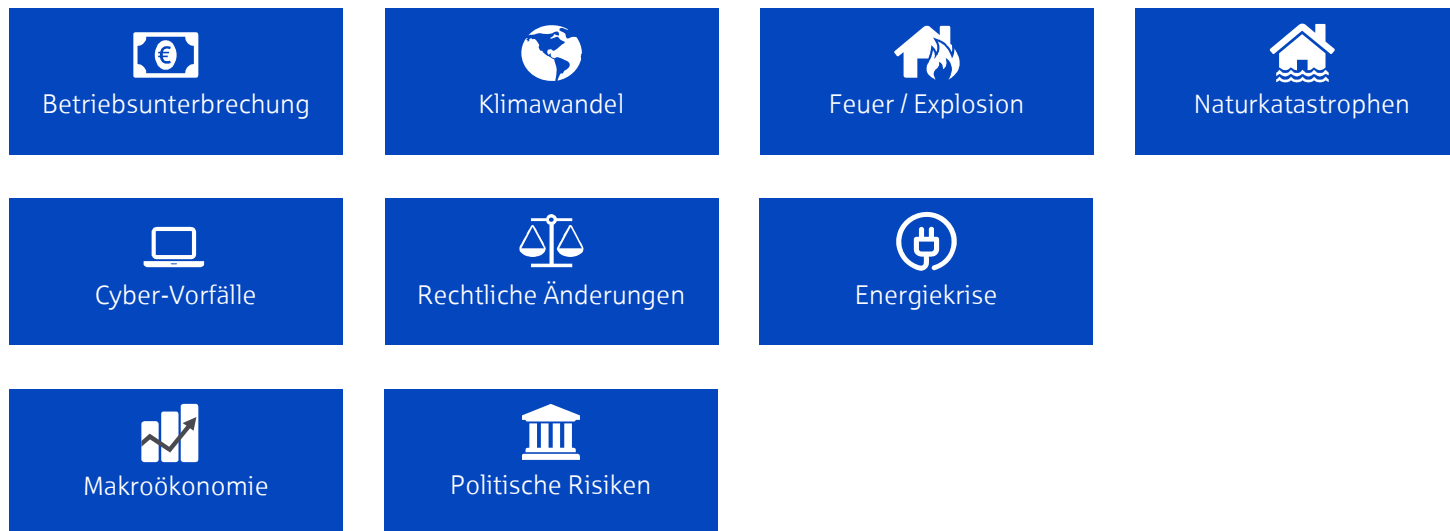 Betriebsunterbrechung
Klimawandel
Feuer / Explosion
Naturkatastrophen
Cyber-Vorfälle
Rechtliche Änderungen
Energiekrise
Makroökonomie
Politische Risiken